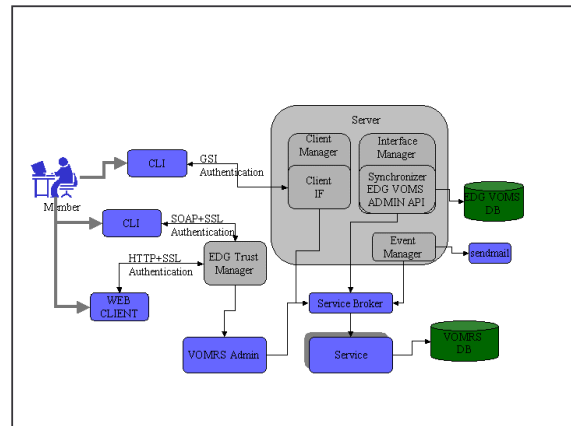 Server
Client
Manager
Interface
Manager
CLI
GSI
Authentication
Client
IF
Synchronizer
EDG VOMS
ADMIN API
Member
EDG VOMS
DB
CLI
SOAP+SSL
Authentication
Event
Manager
sendmail
HTTP+SSL
Authentication
EDG Trust
Manager
WEB
CLIENT
Service Broker
VOMRS Admin
Service
VOMRS
DB